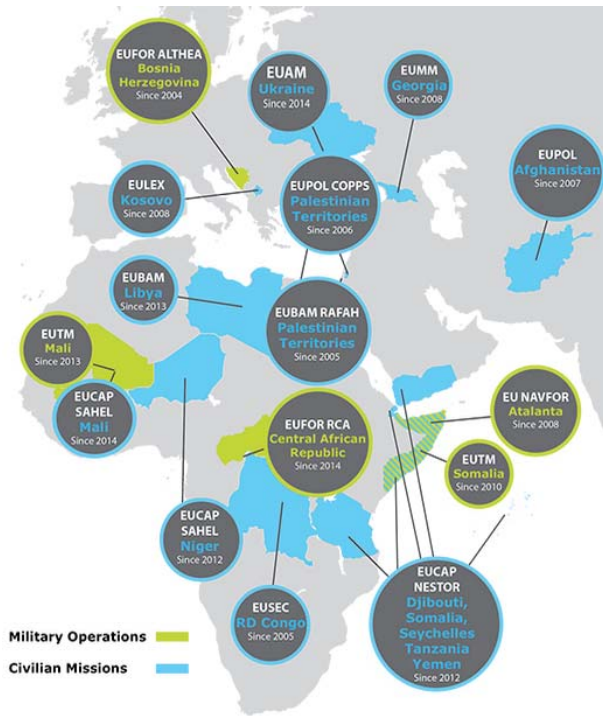 EUFOR ALTHEA
Bosnia
Herzegovina
Since 2004
EUAM
Ukraine
Since 2014
EUMM
Georgia
Since 2008
EUPOL
Afghanistan
Since 2007
EULEX
Kosovo
Since 2008
EUPOL COPPS
Palestinian
Territories
Since 2006
EUBAM
Libya
Since 2013
EUBAM RAFAH
Palestinian
Territories
Since 2005
EUTM
Mali
Since 2013
EUCAP
SAHEL
Mali
Since 2014
EUFOR RCA
Central African
Republic
Since 2014
EU NAVFOR
Atalanta
Since 2008
EUTM
Somalia
Since 2010
EUCAP
SAHEL
Niger
Since 2012
EUSEC
RD Congo
Since 2005
EUCAP
NESTOR
Djibouti,
Somalia,
Seychelles
Tanzania
Yemen
Since 2012
Military Operations
Civilian Missions